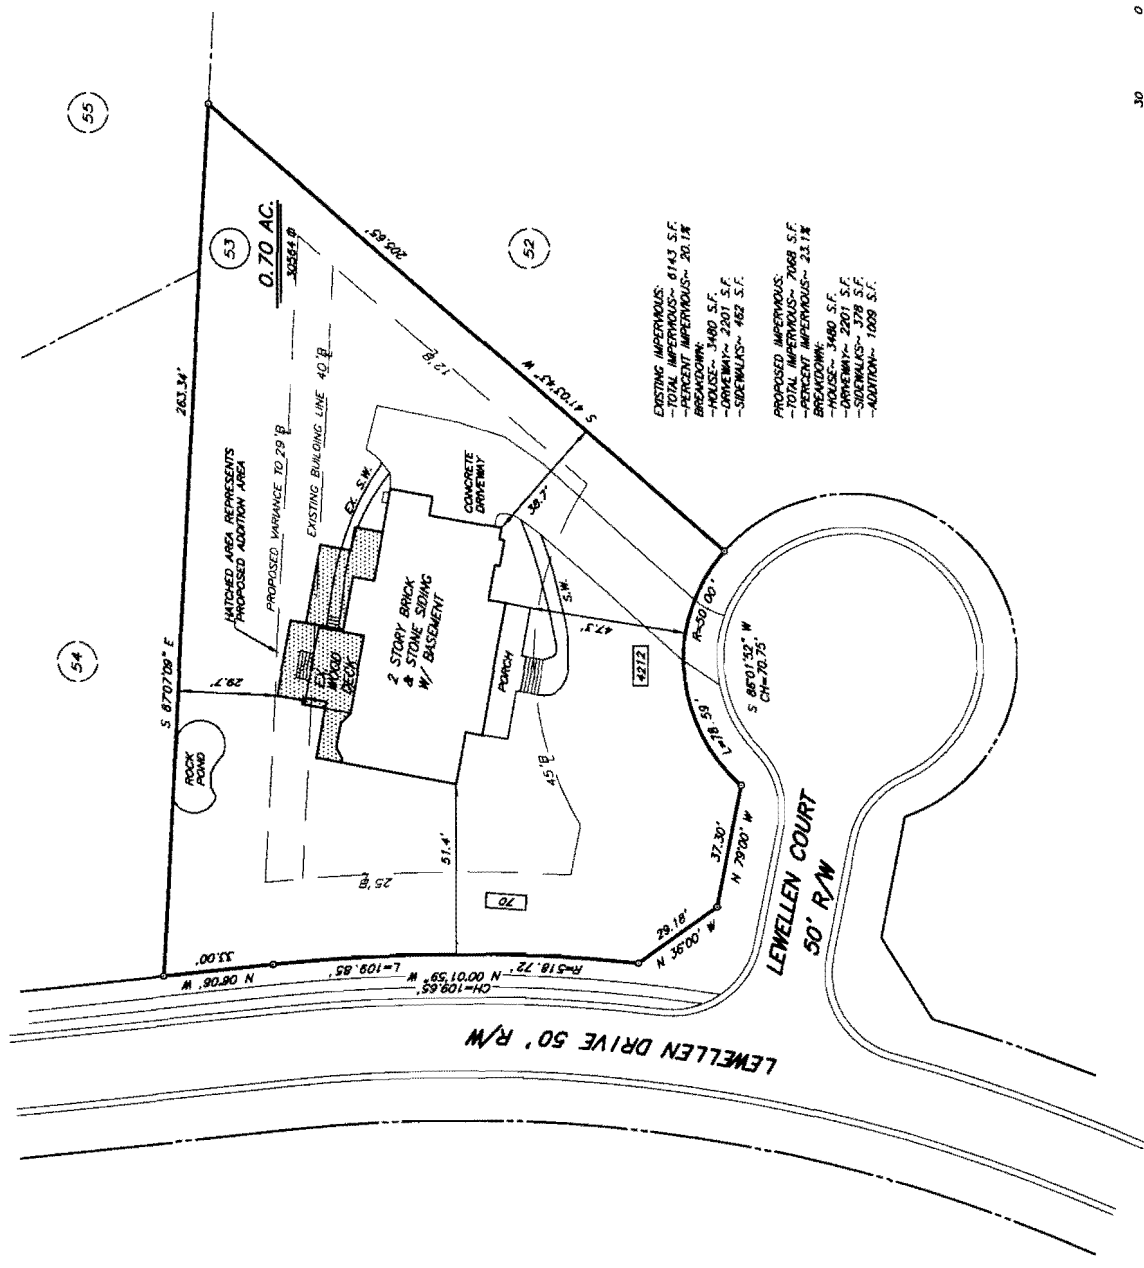 55
54
53
0.70 AC.
30564 ⏍
52
S 87°07'09" E
263.34'
205.65'
S 41°03'43" W
HATCHED AREA REPRESENTS
PROPOSED ADDITION AREA
PROPOSED VARIANCE TO 29'B
EXISTING BUILDING LINE 40'B
12'B
EX. S.W.
CONCRETE
DRIVEWAY
38.7'
29.7'
ROCK
POND
EX.
WOOD
DECK
2 STORY BRICK
& STONE SIDING
W/ BASEMENT
PORCH
S.W.
47.3'
4212
45'B
51.4'
25'B
70
33.00'
N 06°06' W
L=109.85'
R=518.72'
N 00°01'59" W
CH=109.65'
29.18'
N 36°00' W
37.30'
N 79°00' W
L=78.59'
R=50.00'
S 86°01'52" W
CH=70.75'
LEWELLEN COURT
50' R/W
LEWELLEN DRIVE 50' R/W
EXISTING IMPERVIOUS:
-TOTAL IMPERVIOUS~ 6143 S.F.
-PERCENT IMPERVIOUS~ 20.1%
BREAKDOWN:
-HOUSE~ 3480 S.F.
-DRIVEWAY~ 2201 S.F.
-SIDEWALKS~ 462 S.F.
PROPOSED IMPERVIOUS:
-TOTAL IMPERVIOUS~ 7068 S.F.
-PERCENT IMPERVIOUS~ 23.1%
BREAKDOWN:
-HOUSE~ 3480 S.F.
-DRIVEWAY~ 2201 S.F.
-SIDEWALKS~ 378 S.F.
-ADDITION~ 1009 S.F.
30
0